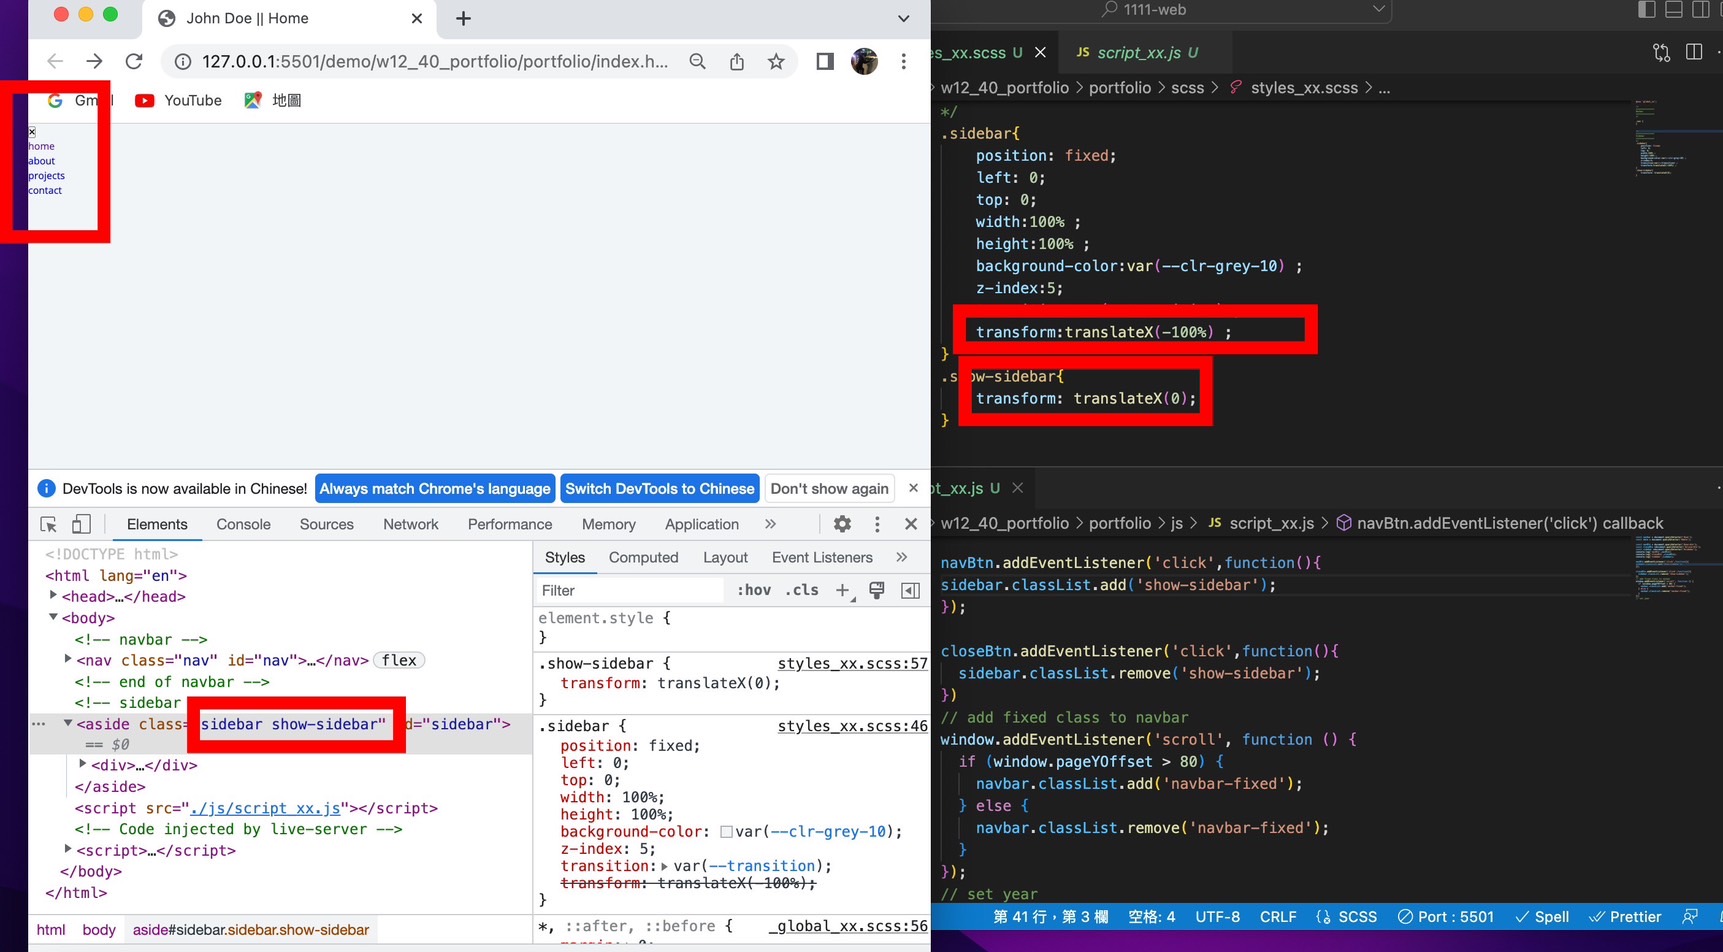 John Doe || Home
127.0.0.1:5501/demo/w12_40_portfolio/portfolio/index.h...
YouTube
地圖
home
about
projects
contact
DevTools is now available in Chinese!
Always match Chrome's language
Switch DevTools to Chinese
Don't show again
Elements
Console
Sources
Network
Performance
Memory
Application
<!DOCTYPE html>
<html lang="en">
<head>…</head>
<body>
<!-- navbar -->
<nav class="nav" id="nav">…</nav> flex
<!-- end of navbar -->
<!-- sidebar
<aside class= sidebar show-sidebar" d="sidebar">
== $0
<div>…</div>
</aside>
<script src="./js/script_xx.js"></script>
<!-- Code injected by live-server -->
<script>…</script>
</body>
</html>
html body aside#sidebar.sidebar.show-sidebar
Styles
Computed
Layout
Event Listeners
Filter
:hov .cls
element.style {
}
.show-sidebar { styles_xx.scss:57
transform: translateX(0);
}
.sidebar { styles_xx.scss:46
position: fixed;
left: 0;
top: 0;
width: 100%;
height: 100%;
background-color: var(--clr-grey-10);
z-index: 5;
transition: var(--transition);
transform: translateX(-100%);
}
*, ::after, ::before { _global_xx.scss:56
1111-web
es_xx.scss U
JS script_xx.js U
w12_40_portfolio > portfolio > scss > styles_xx.scss > ...
*/
.sidebar{
position: fixed;
left: 0;
top: 0;
width:100% ;
height:100% ;
background-color:var(--clr-grey-10) ;
z-index:5;
transform:translateX(-100%) ;
}
.s ow-sidebar{
transform: translateX(0);
}
pt_xx.js U
w12_40_portfolio > portfolio > js > JS script_xx.js > navBtn.addEventListener('click') callback
navBtn.addEventListener('click',function(){
sidebar.classList.add('show-sidebar');
});
closeBtn.addEventListener('click',function(){
sidebar.classList.remove('show-sidebar');
})
// add fixed class to navbar
window.addEventListener('scroll', function () {
if (window.pageYOffset > 80) {
navbar.classList.add('navbar-fixed');
} else {
navbar.classList.remove('navbar-fixed');
}
});
// set year
第 41 行，第 3 欄 空格: 4 UTF-8 CRLF SCSS Port : 5501 Spell Prettier